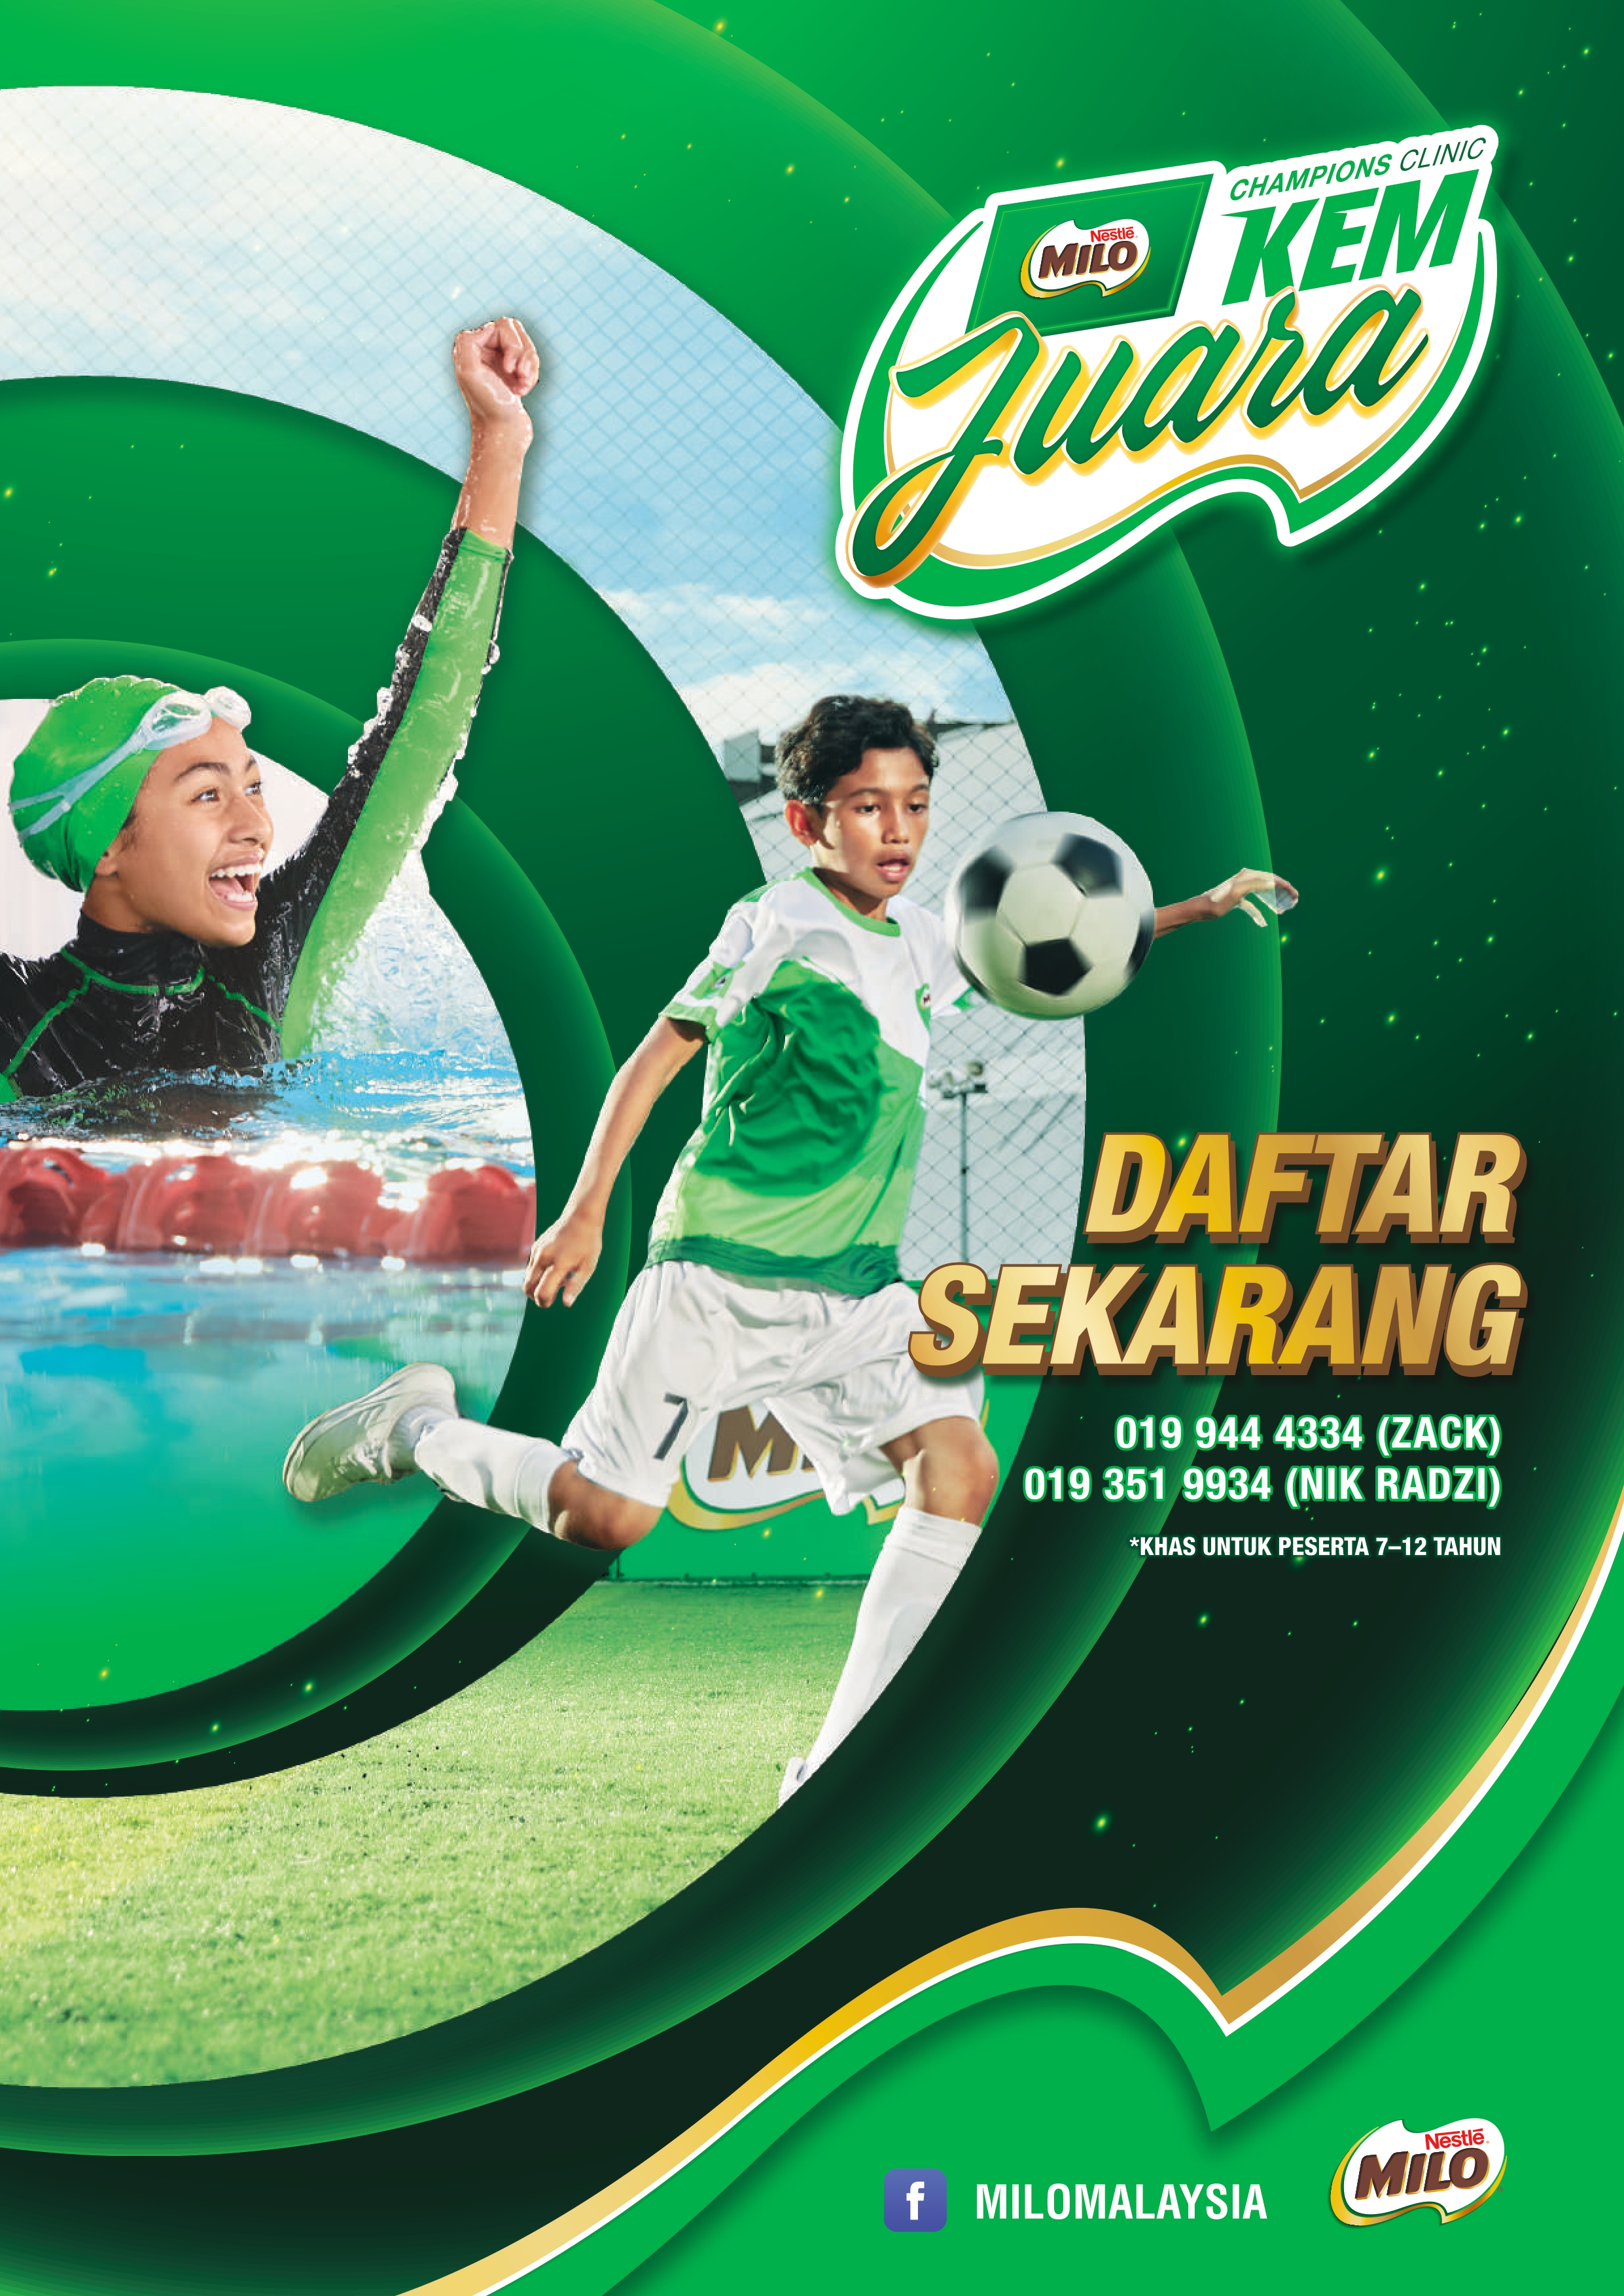 CHAMPIONS CLINIC
Nestlé
MILO
KEM
Juara
DAFTAR
SEKARANG
7
019 944 4334 (ZACK)
019 351 9934 (NIK RADZI)
*KHAS UNTUK PESERTA 7–12 TAHUN
f
MILOMALAYSIA
Nestlé
MILO